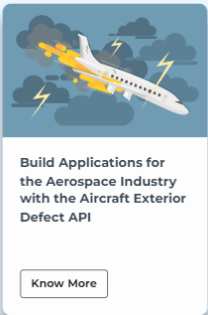 Build Applications for
the Aerospace Industry
with the Aircraft Exterior
Defect API
Know More